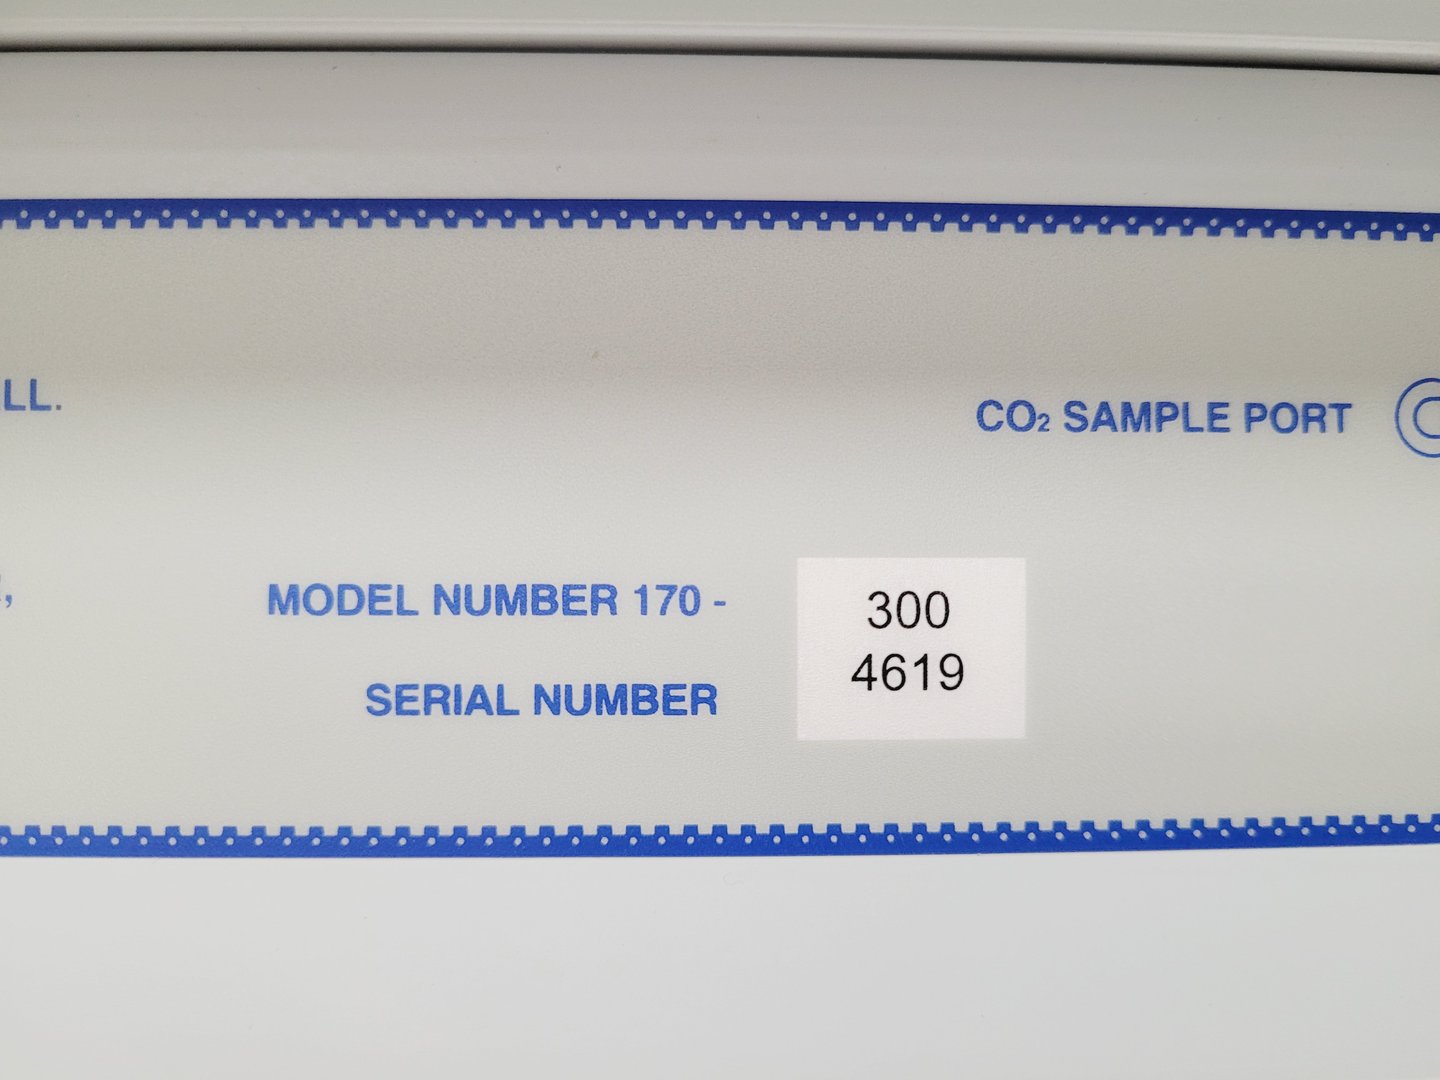 LL.
CO₂ SAMPLE PORT
MODEL NUMBER 170 - 300
SERIAL NUMBER 4619